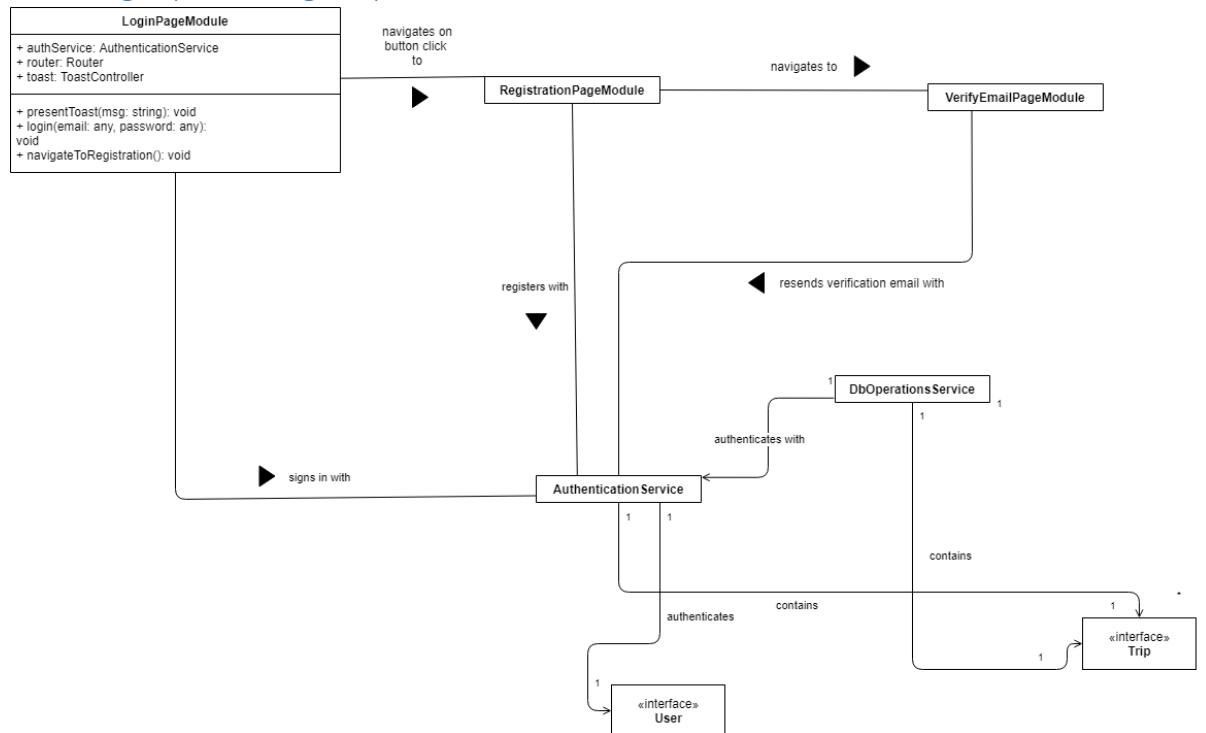 LoginPageModule
+ authService: AuthenticationService
+ router: Router
+ toast: ToastController
+ presentToast(msg: string): void
+ login(email: any, password: any):
void
+ navigateToRegistration(): void
navigates on
button click
to
RegistrationPageModule
navigates to
VerifyEmailPageModule
registers with
resends verification email with
1
DbOperationsService
1
1
authenticates with
signs in with
AuthenticationService
1
1
contains
contains
authenticates
1
«interface»
Trip
1
1
«interface»
User